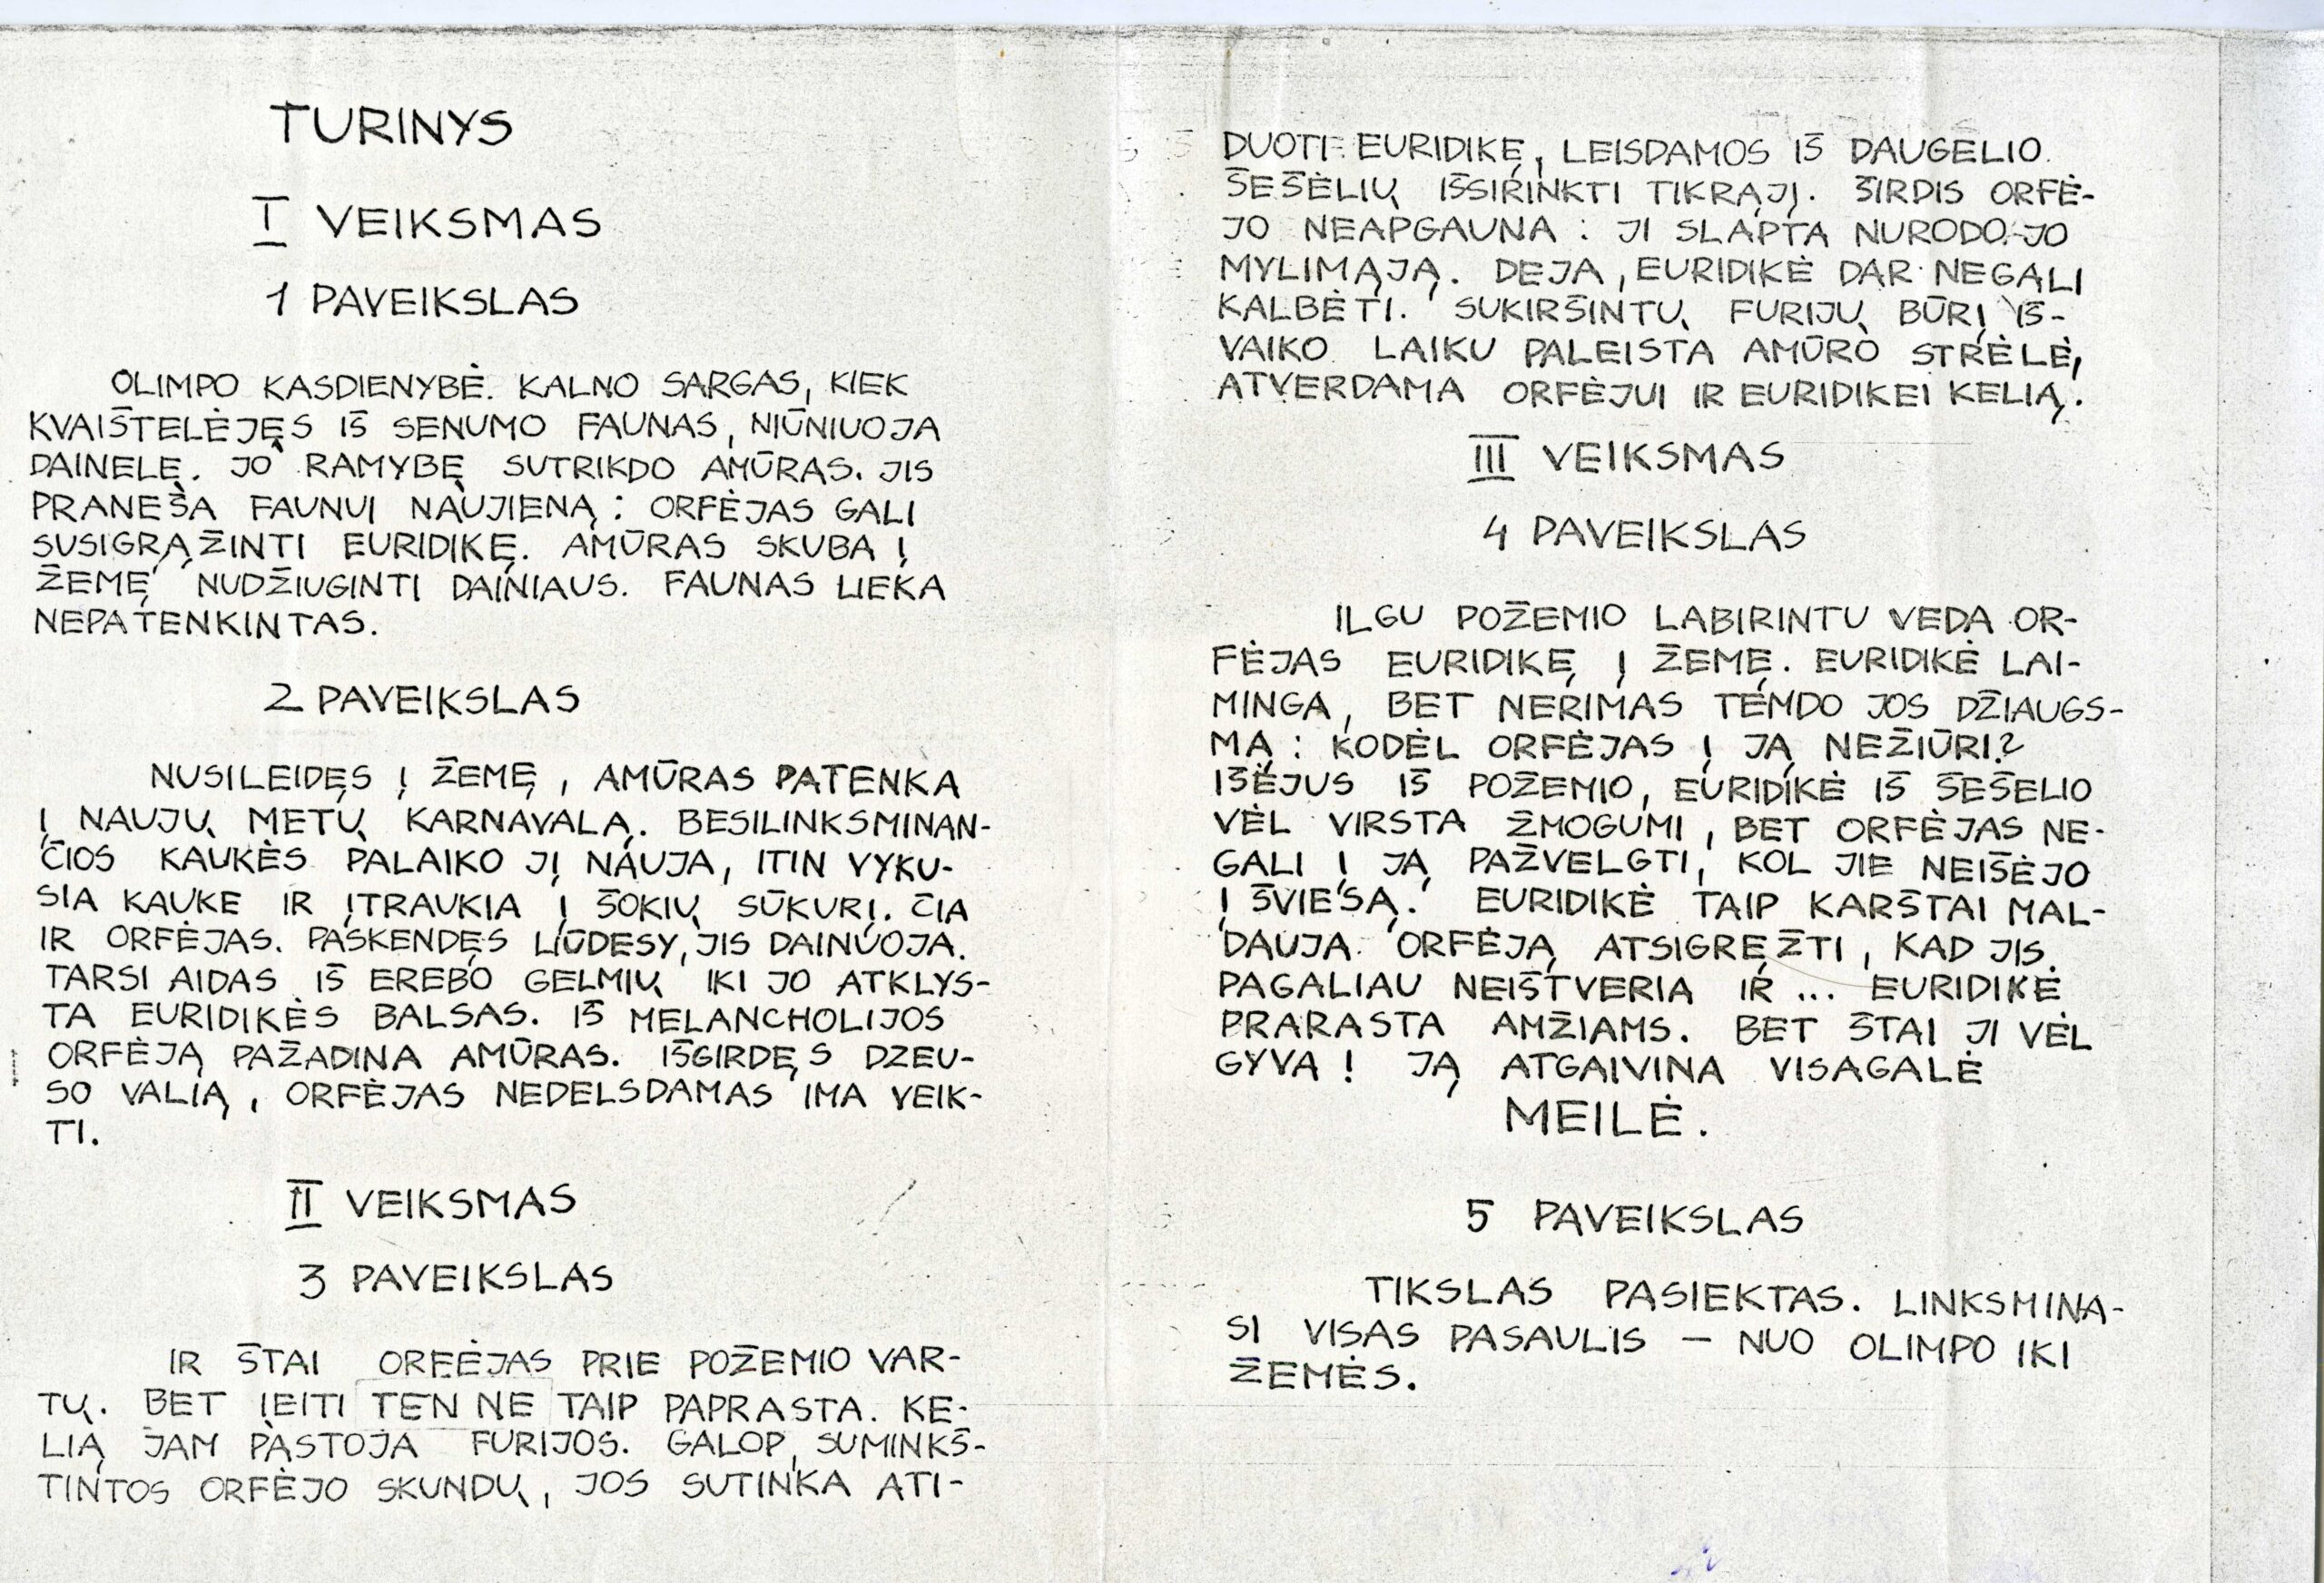 TURINYS
I VEIKSMAS
1 PAVEIKSLAS
OLIMPO KASDIENYBĖ. KALNO SARGAS, KIEK
KVAIŠTELĖJĘS IŠ SENUMO FAUNAS, NIŪNIUOJA
DAINELĘ. JO RAMYBĘ SUTRIKDO AMŪRAS. JIS
PRANEŠA FAUNUI NAUJIENĄ: ORFĖJAS GALI
SUSIGRĄŽINTI EURIDIKĘ. AMŪRAS SKUBA Į
ŽEMĘ NUDŽIUGINTI DAINIAUS. FAUNAS LIEKA
NEPATENKINTAS.
2 PAVEIKSLAS
NUSILEIDĘS Į ŽEMĘ, AMŪRAS PATENKA
Į NAUJŲ METŲ KARNAVALĄ. BESILINKSMINAN-
ČIOS KAUKĖS PALAIKO JĮ NAUJA, ITIN VYKU-
SIA KAUKE IR ĮTRAUKIA Į ŠOKIŲ SŪKURĮ. ČIA
IR ORFĖJAS. PASKENDĘS LIŪDESY, JIS DAINUOJA.
TARSI AIDAS IŠ EREBO GELMIŲ IKI JO ATKLYS-
TA EURIDIKĖS BALSAS. IŠ MELANCHOLIJOS
ORFĖJĄ PAŽADINA AMŪRAS. IŠGIRDĘS DZEU-
SO VALIĄ, ORFĖJAS NEDELSDAMAS IMA VEIK-
TI.
II VEIKSMAS
3 PAVEIKSLAS
IR ŠTAI ORFĖJAS PRIE POŽEMIO VAR-
TŲ. BET ĮEITI TEN NE TAIP PAPRASTA. KE-
LIĄ JAM PASTOJA FURIJOS. GALOP, SUMINKŠ-
TINTOS ORFĖJO SKUNDŲ, JOS SUTINKA ATI-
DUOTI EURIDIKĘ, LEISDAMOS IŠ DAUGELIO
ŠEŠĖLIŲ IŠSIRINKTI TIKRĄJĮ. ŠIRDIS ORFĖ-
JO NEAPGAUNA: JI SLAPTA NURODO JO
MYLIMĄJĄ. DEJA, EURIDIKĖ DAR NEGALI
KALBĖTI. SUKIRŠINTŲ FURIJŲ BŪRĮ IŠ-
VAIKO LAIKU PALEISTA AMŪRO STRĖLĖ,
ATVERDAMA ORFĖJUI IR EURIDIKEI KELIĄ.
III VEIKSMAS
4 PAVEIKSLAS
ILGU POŽEMIO LABIRINTU VEDA OR-
FĖJAS EURIDIKĘ Į ŽEMĘ. EURIDIKĖ LAI-
MINGA, BET NERIMAS TEMDO JOS DŽIAUGS-
MĄ: KODĖL ORFĖJAS Į JĄ NEŽIŪRI?
IŠĖJUS IŠ POŽEMIO, EURIDIKĖ IŠ ŠEŠELIO
VĖL VIRSTA ŽMOGUMI, BET ORFĖJAS NE-
GALI Į JĄ PAŽVELGTI, KOL JIE NEIŠĖJO
Į ŠVIESĄ. EURIDIKĖ TAIP KARŠTAI MAL-
DAUJA ORFĖJĄ ATSIGRĘŽTI, KAD JIS
PAGALIAU NEIŠTVERIA IR ... EURIDIKĖ
PRARASTA AMŽIAMS. BET ŠTAI JI VĖL
GYVA! JĄ ATGAIVINA VISAGALĖ
MEILĖ.
5 PAVEIKSLAS
TIKSLAS PASIEKTAS. LINKSMINA-
SI VISAS PASAULIS – NUO OLIMPO IKI
ŽEMĖS.